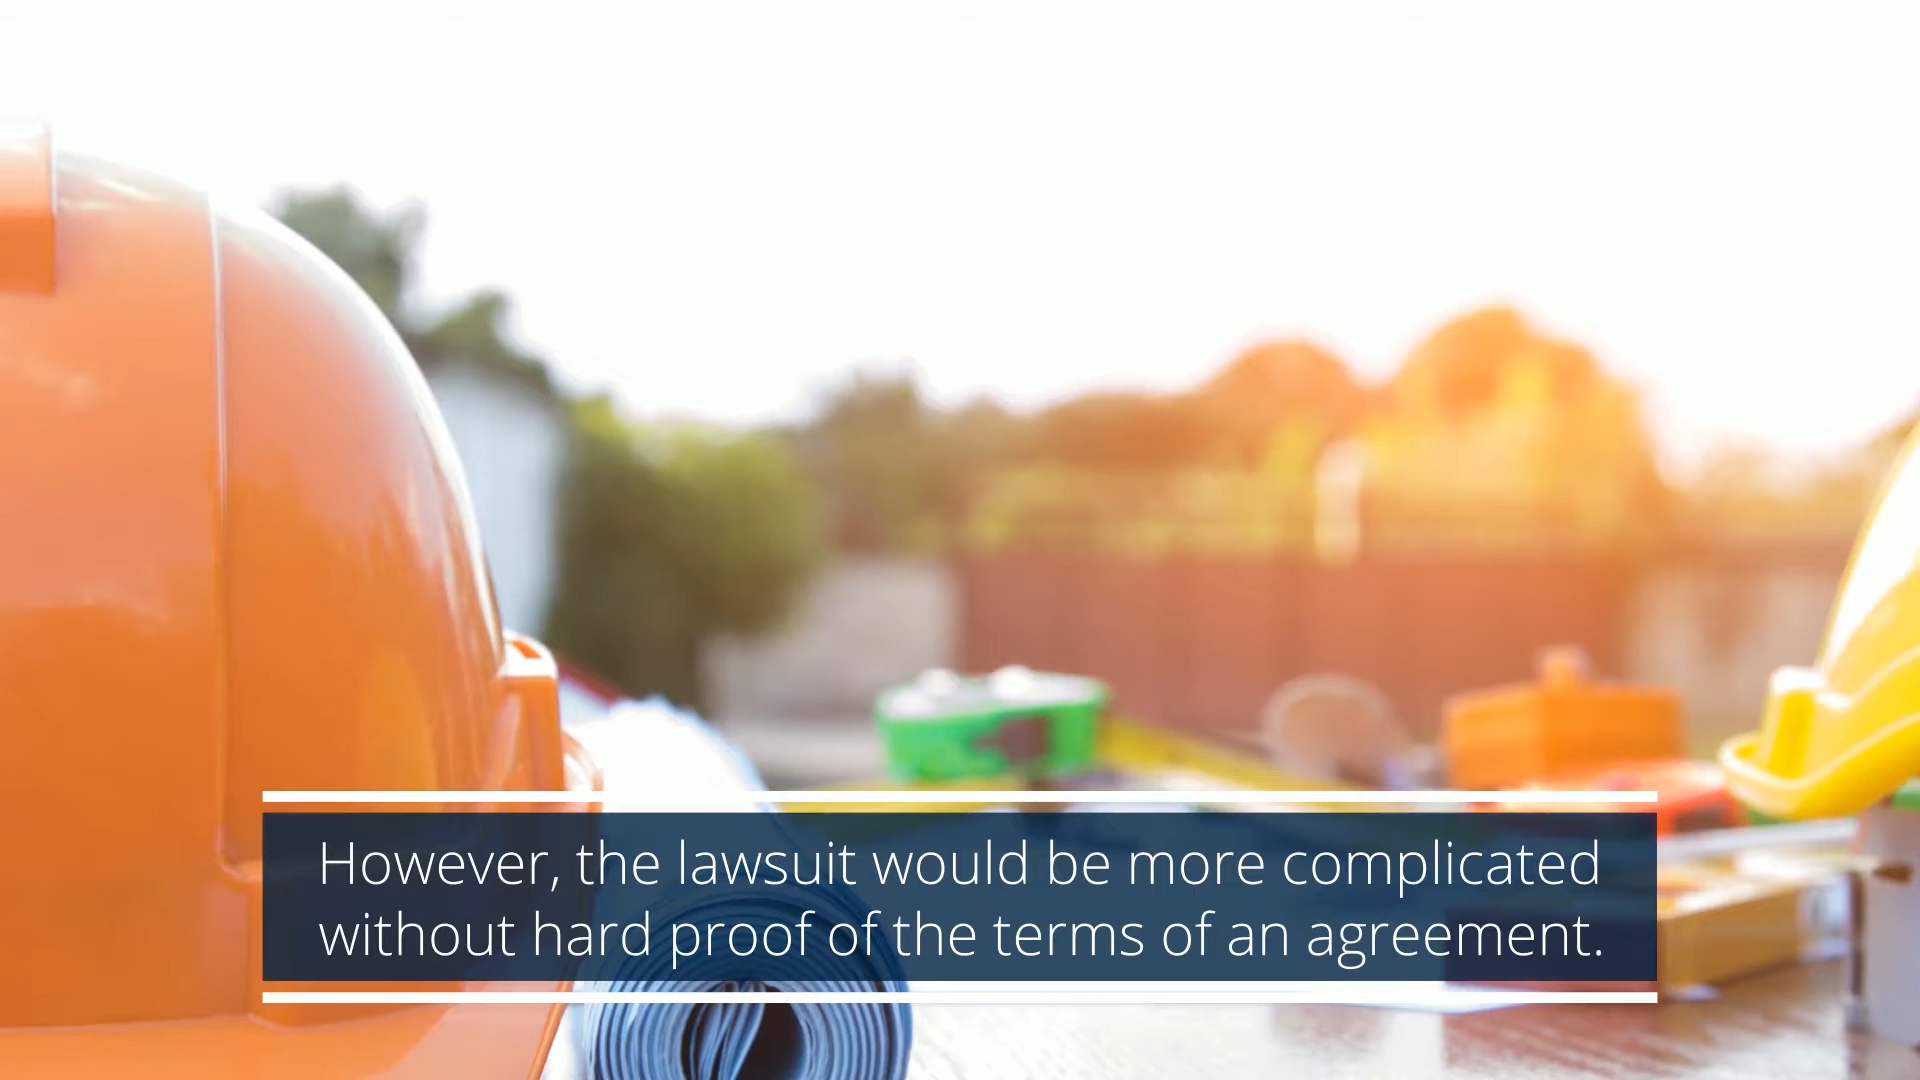 However, the lawsuit would be more complicated
without hard proof of the terms of an agreement.